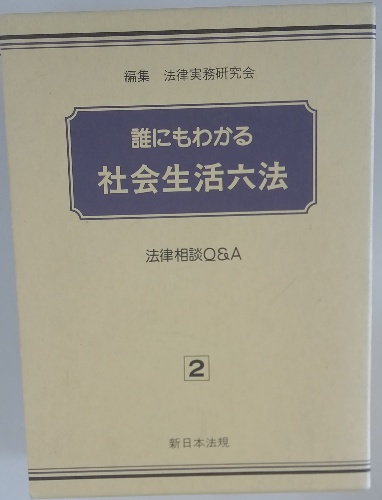 編集　法律実務研究会
誰にもわかる
社会生活六法
法律相談Q&A
2
新日本法規